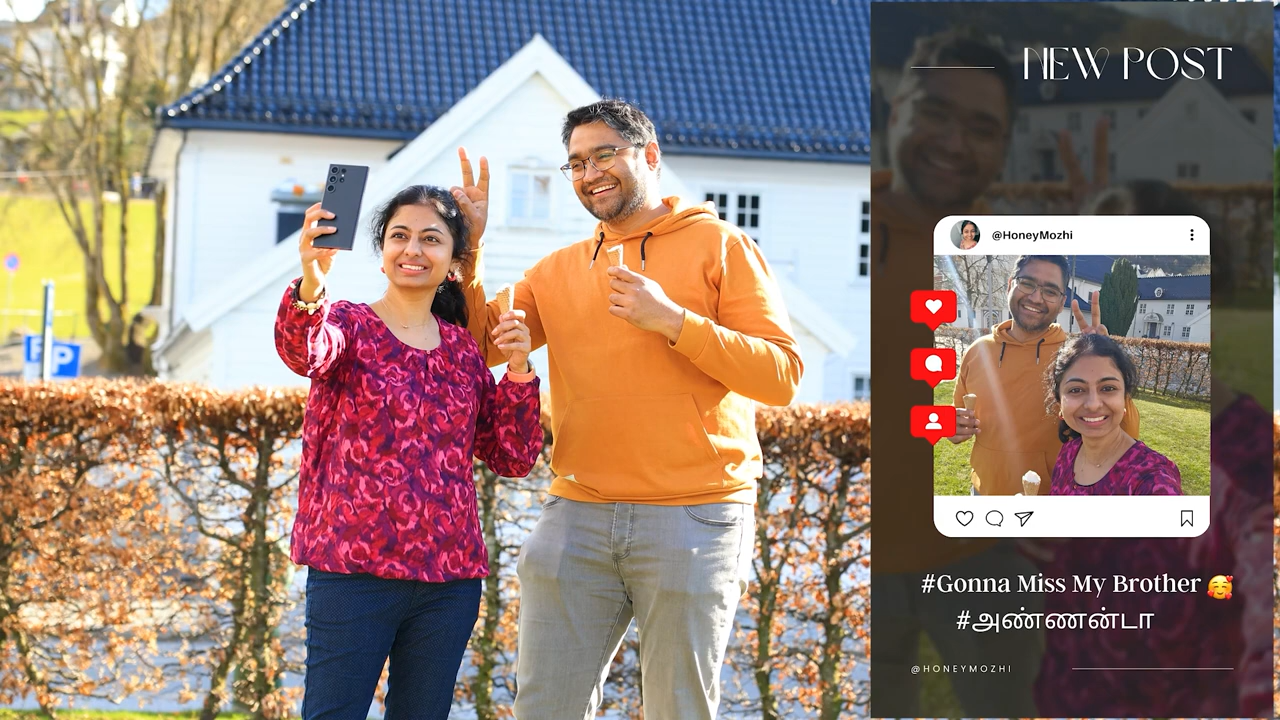 P
NEW POST
@HoneyMozhi
#Gonna Miss My Brother 🥰
#அண்ணன்டா
@HONEYMOZHI